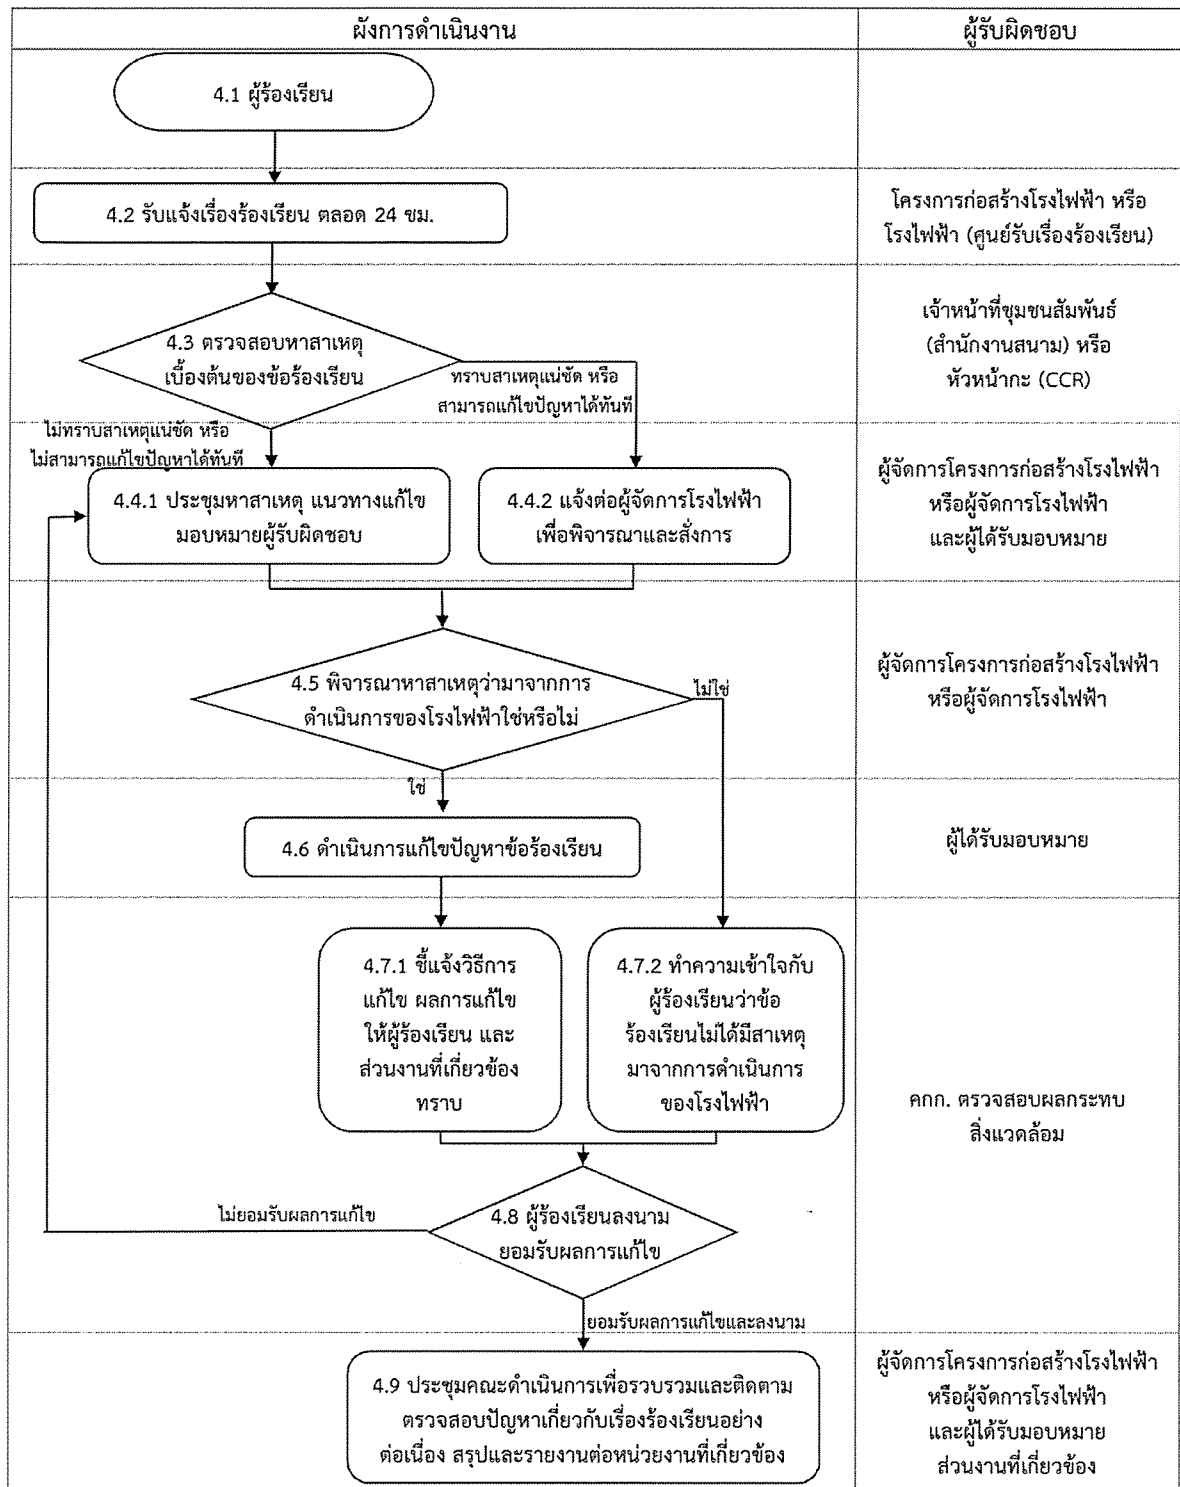 ผังการดำเนินงาน
ผู้รับผิดชอบ
4.1 ผู้ร้องเรียน
4.2 รับแจ้งเรื่องร้องเรียน ตลอด 24 ชม.
โครงการก่อสร้างโรงไฟฟ้า หรือ
โรงไฟฟ้า (ศูนย์รับเรื่องร้องเรียน)
4.3 ตรวจสอบหาสาเหตุ
เบื้องต้นของข้อร้องเรียน
ทราบสาเหตุแน่ชัด หรือ
สามารถแก้ไขปัญหาได้ทันที
เจ้าหน้าที่ชุมชนสัมพันธ์
(สำนักงานสนาม) หรือ
หัวหน้ากะ (CCR)
ไม่ทราบสาเหตุแน่ชัด หรือ
ไม่สามารถแก้ไขปัญหาได้ทันที
4.4.1 ประชุมหาสาเหตุ แนวทางแก้ไข
มอบหมายผู้รับผิดชอบ
4.4.2 แจ้งต่อผู้จัดการโรงไฟฟ้า
เพื่อพิจารณาและสั่งการ
ผู้จัดการโครงการก่อสร้างโรงไฟฟ้า
หรือผู้จัดการโรงไฟฟ้า
และผู้ได้รับมอบหมาย
4.5 พิจารณาหาสาเหตุว่ามาจากการ
ดำเนินการของโรงไฟฟ้าใช่หรือไม่
ไม่ใช่
ใช่
ผู้จัดการโครงการก่อสร้างโรงไฟฟ้า
หรือผู้จัดการโรงไฟฟ้า
4.6 ดำเนินการแก้ไขปัญหาข้อร้องเรียน
ผู้ได้รับมอบหมาย
4.7.1 ชี้แจ้งวิธีการ
แก้ไข ผลการแก้ไข
ให้ผู้ร้องเรียน และ
ส่วนงานที่เกี่ยวข้อง
ทราบ
4.7.2 ทำความเข้าใจกับ
ผู้ร้องเรียนว่าข้อ
ร้องเรียนไม่ได้มีสาเหตุ
มาจากการดำเนินการ
ของโรงไฟฟ้า
คกก. ตรวจสอบผลกระทบ
สิ่งแวดล้อม
ไม่ยอมรับผลการแก้ไข
4.8 ผู้ร้องเรียนลงนาม
ยอมรับผลการแก้ไข
ยอมรับผลการแก้ไขและลงนาม
4.9 ประชุมคณะดำเนินการเพื่อรวบรวมและติดตาม
ตรวจสอบปัญหาเกี่ยวกับเรื่องร้องเรียนอย่าง
ต่อเนื่อง สรุปและรายงานต่อหน่วยงานที่เกี่ยวข้อง
ผู้จัดการโครงการก่อสร้างโรงไฟฟ้า
หรือผู้จัดการโรงไฟฟ้า
และผู้ได้รับมอบหมาย
ส่วนงานที่เกี่ยวข้อง